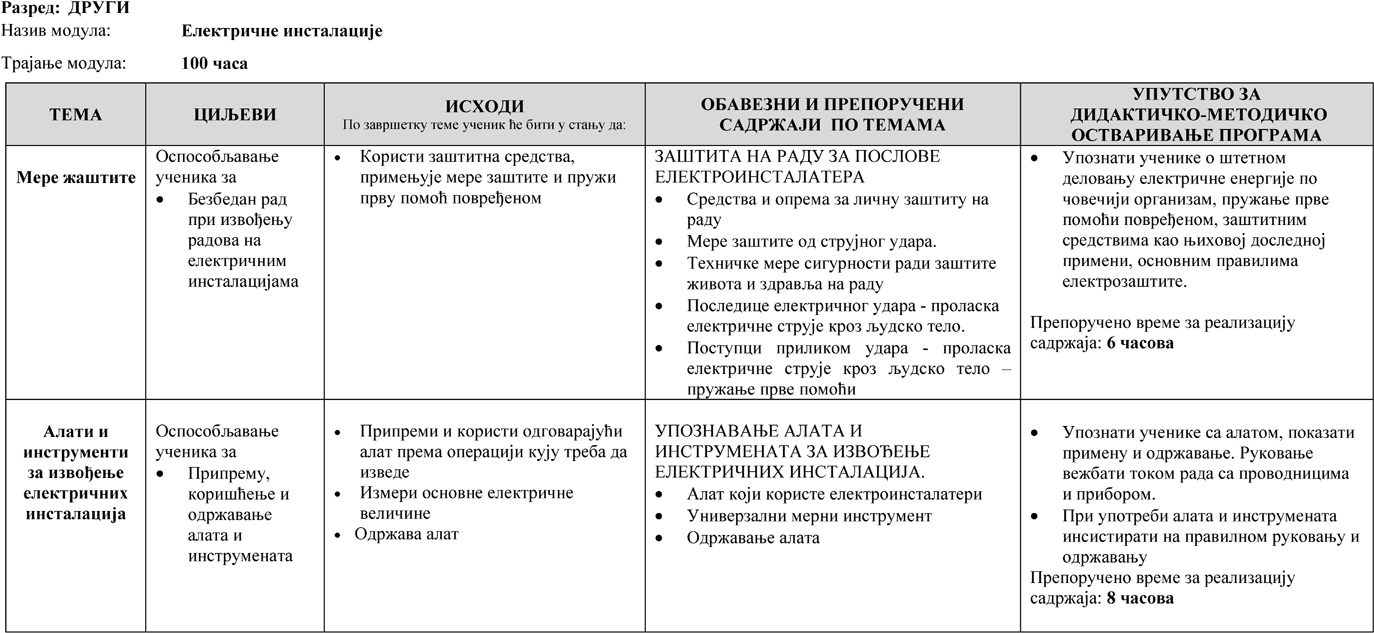 Разред: ДРУГИ
Назив модула: Електричне инсталације
Трајање модула: 100 часа
ТЕМА
ЦИЉЕВИ
ИСХОДИ
По завршетку теме ученик ће бити у стању да:
ОБАВЕЗНИ И ПРЕПОРУЧЕНИ
САДРЖАЈИ ПО ТЕМАМА
УПУТСТВО ЗА
ДИДАКТИЧКО-МЕТОДИЧКО
ОСТВАРИВАЊЕ ПРОГРАМА
Мере жаштите
Оспособљавање
ученика за
• Безбедан рад
при извођењу
радова на
електричним
инсталацијама
• Користи заштитна средства,
примењује мере заштите и пружи
прву помоћ повређеном
ЗАШТИТА НА РАДУ ЗА ПОСЛОВЕ
ЕЛЕКТРОИНСТАЛАТЕРА
• Средства и опрема за личну заштиту на
раду
• Мере заштите од струјног удара.
• Техничке мере сигурности ради заштите
живота и здравља на раду
• Последице електричног удара - проласка
електричне струје кроз људско тело.
• Поступци приликом удара - проласка
електричне струје кроз људско тело –
пружање прве помоћи
• Упознати ученике о штетном
деловању електричне енергије по
човечији организам, пружање прве
помоћи повређеном, заштитним
средствима као њиховој доследној
примени, основним правилима
електрозаштите.
Препоручено време за реализацију
садржаја: 6 часова
Алати и
инструменти
за извођење
електричних
инсталација
Оспособљавање
ученика за
• Припрему,
коришћење и
одржавање
алата и
инструмената
• Припреми и користи одговарајући
алат према операцији кују треба да
изведе
• Измери основне електричне
величине
• Одржава алат
УПОЗНАВАЊЕ АЛАТА И
ИНСТРУМЕНАТА ЗА ИЗВОЂЕЊЕ
ЕЛЕКТРИЧНИХ ИНСТАЛАЦИЈА.
• Алат који користе електроинсталатери
• Универзални мерни инструмент
• Одржавање алата
• Упознати ученике са алатом, показати
примену и одржавање. Руковање
вежбати током рада са проводницима
и прибором.
• При употреби алата и инструмената
инсистирати на правилном руковању и
одржавању
Препоручено време за реализацију
садржаја: 8 часова